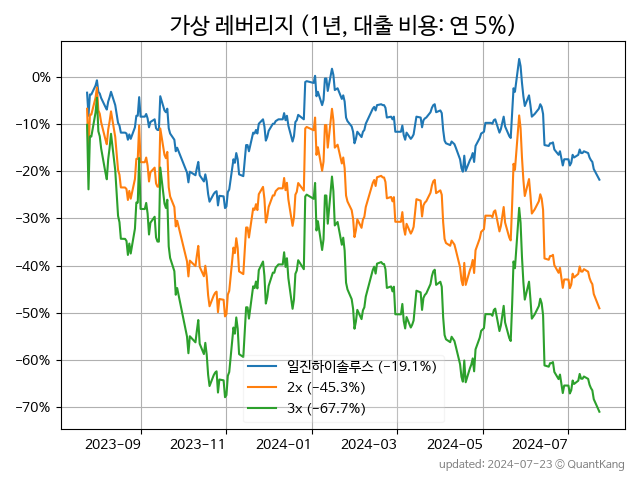 가상 레버리지 (1년, 대출 비용: 연 5%)
0%
−10%
−20%
−30%
−40%
−50%
−60%
−70%
일진하이솔루스 (−19.1%)
2x (−45.3%)
3x (−67.7%)
2023-09 2023-11 2024-01 2024-03 2024-05 2024-07
updated: 2024-07-23 © QuantKang